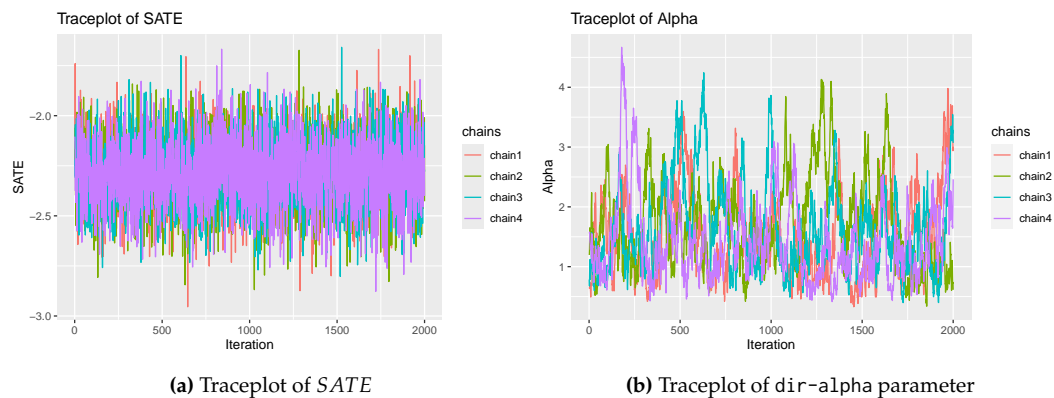 Traceplot of SATE
−2.0
−2.5
−3.0
SATE
0
500
1000
1500
2000
Iteration
chains
chain1
chain2
chain3
chain4
(a) Traceplot of SATE
Traceplot of Alpha
4
3
2
1
Alpha
0
500
1000
1500
2000
Iteration
chains
chain1
chain2
chain3
chain4
(b) Traceplot of dir-alpha parameter